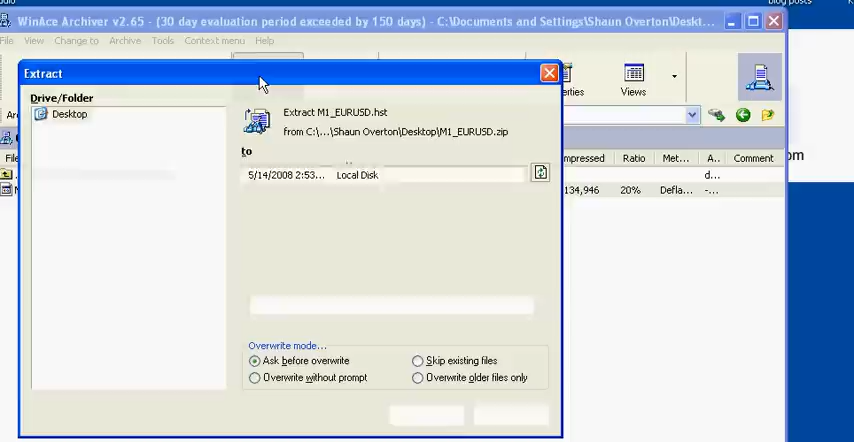 blog posts
WinAce Archiver v2.65 - (30 day evaluation period exceeded by 150 days) - C:\Documents and Settings\Shaun Overton\Deskt...
File View Change to Archive Tools Context menu Help
Extract
Views
Drive/Folder
Desktop
Extract M1_EURUSD.hst
from C:\...\Shaun Overton\Desktop\M1_EURUSD.zip
to
Ratio Met... A.. Comment
5/14/2008 2:53... Local Disk
d...
134,946 20% Defla... -...
Overwrite mode...
Ask before overwrite Skip existing files
Overwrite without prompt Overwrite older files only